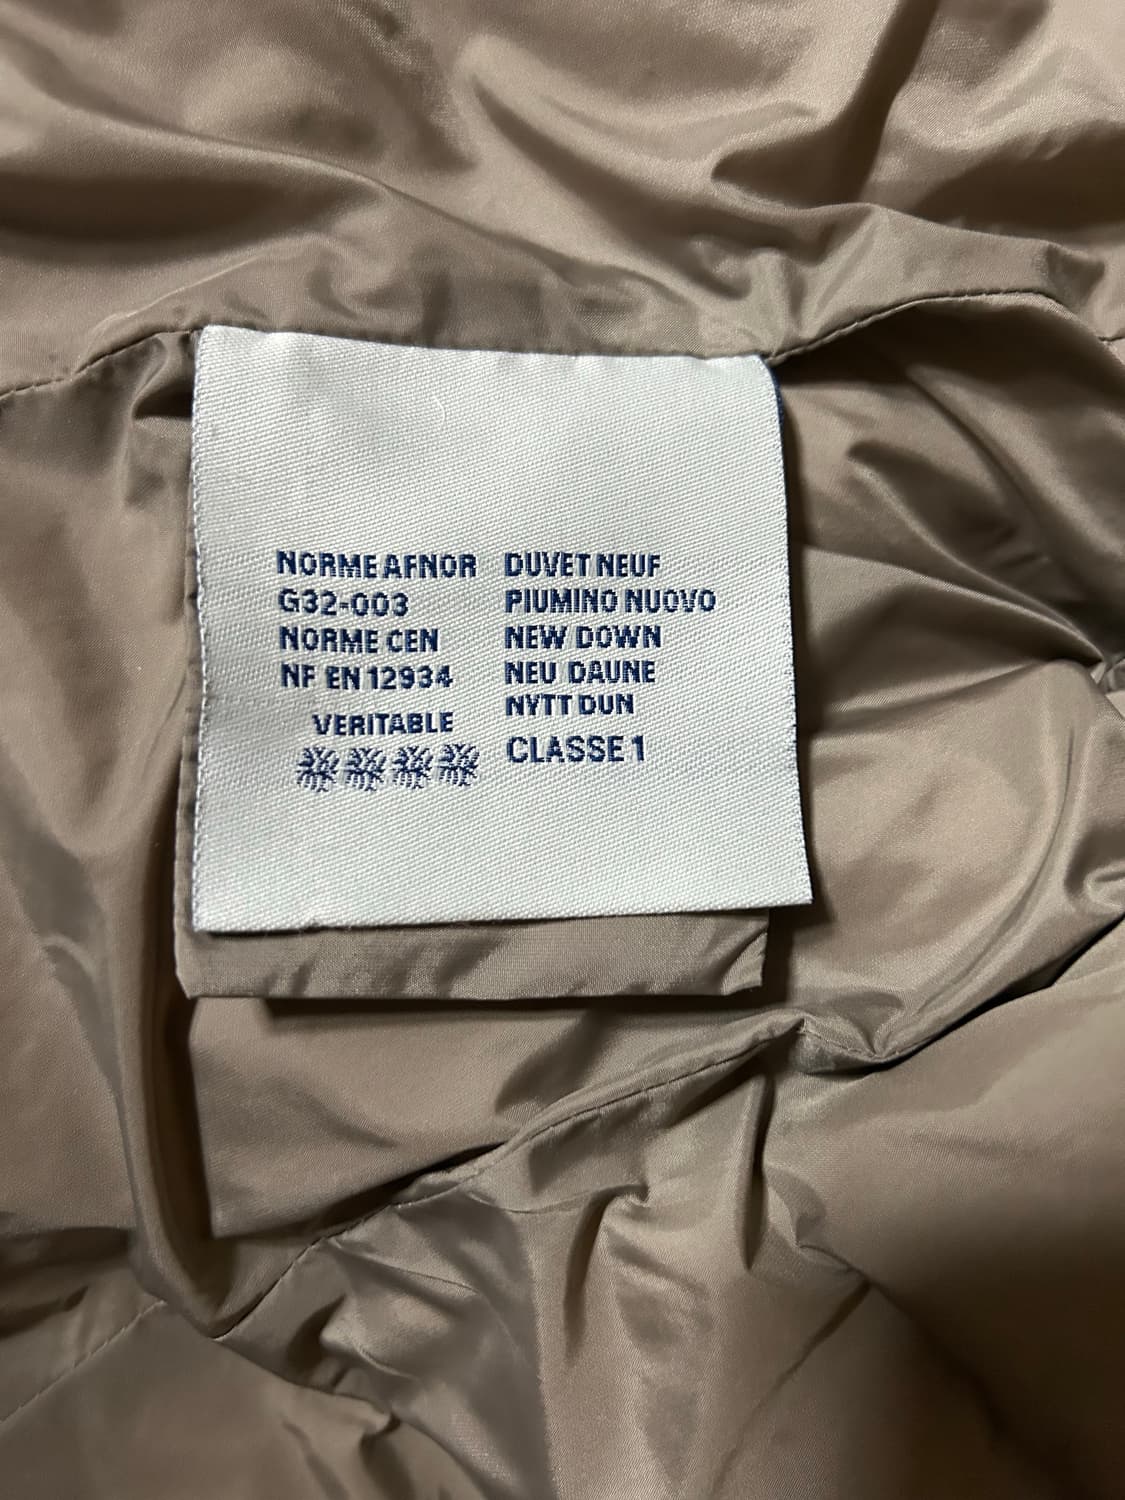 NORME AFNOR
G32-003
NORME CEN
NF EN 12934
VERITABLE
DUVET NEUF
PIUMINO NUOVO
NEW DOWN
NEU DAUNE
NYTT DUN
CLASSE 1